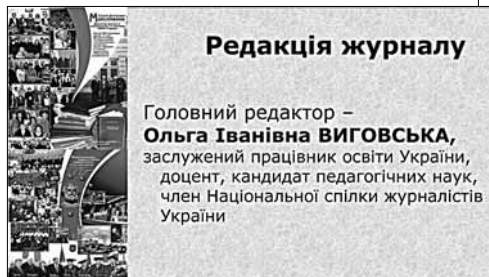 Редакція журналу
Головний редактор –
Ольга Іванівна ВИГОВСЬКА,
заслужений працівник освіти України,
доцент, кандидат педагогічних наук,
член Національної спілки журналістів
України